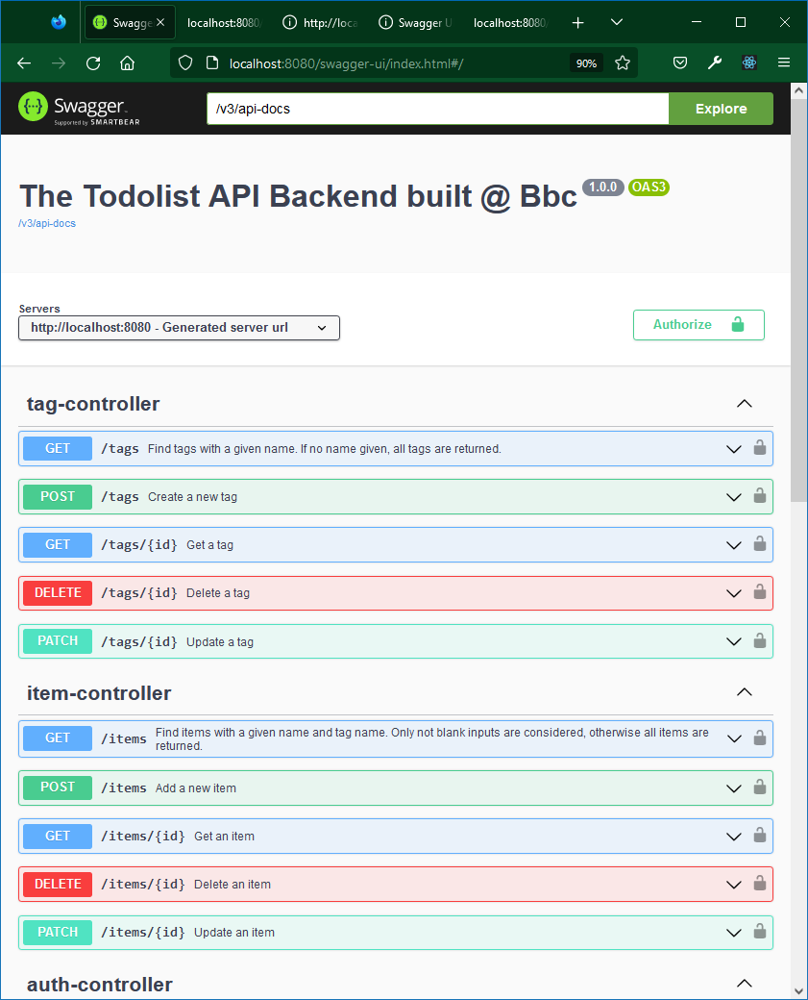 Swagge
localhost:8080/
http://loca
Swagger U
localhost:8080/
localhost:8080/swagger-ui/index.html#/
90%
Swagger
Supported by SMARTBEAR
/v3/api-docs
Explore
The Todolist API Backend built @ Bbc 1.0.0 OAS3
/v3/api-docs
Servers
http://localhost:8080 - Generated server url
Authorize
tag-controller
GET /tags Find tags with a given name. If no name given, all tags are returned.
POST /tags Create a new tag
GET /tags/{id} Get a tag
DELETE /tags/{id} Delete a tag
PATCH /tags/{id} Update a tag
item-controller
GET /items Find items with a given name and tag name. Only not blank inputs are considered, otherwise all items are
returned.
POST /items Add a new item
GET /items/{id} Get an item
DELETE /items/{id} Delete an item
PATCH /items/{id} Update an item
auth-controller